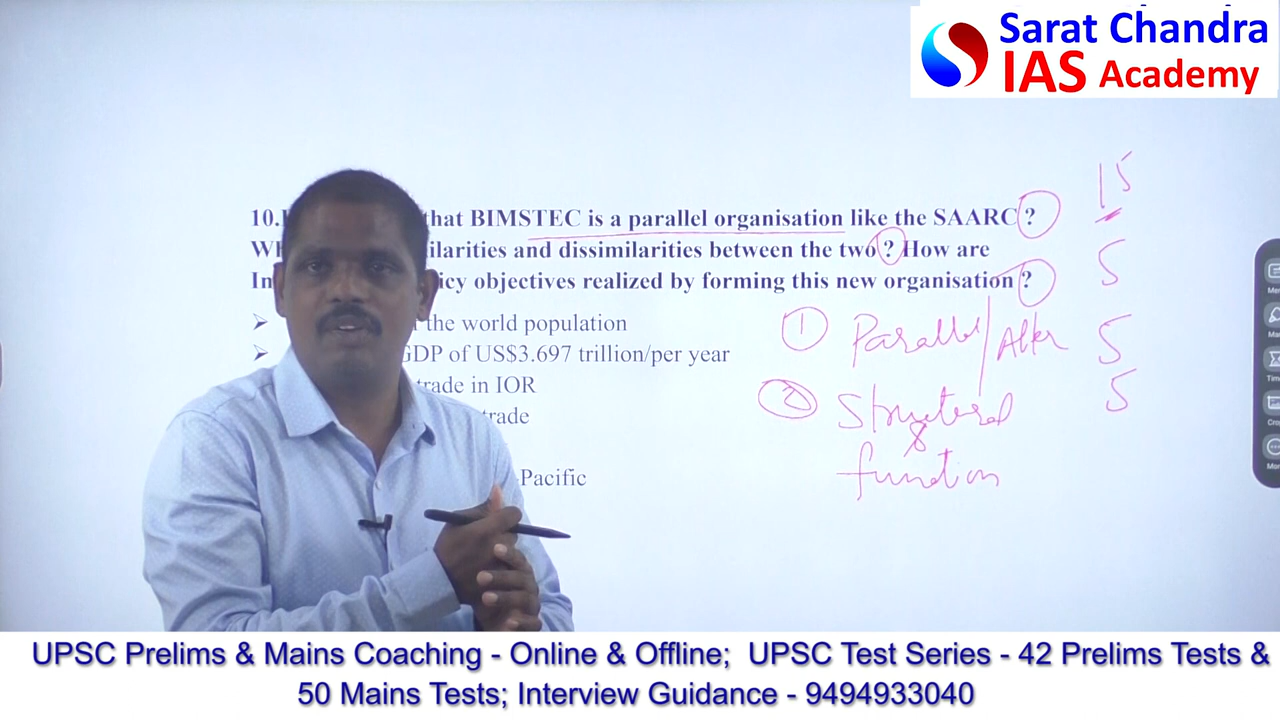 Sarat Chandra
IAS Academy
15
10. that BIMSTEC is a parallel organisation like the SAARC ?
ilarities and dissimilarities between the two ? How are
In icy objectives realized by forming this new organisation ?
5
➢ the world population
➢ GDP of US$3.697 trillion/per year
trade in IOR
trade
Pacific
① Parallel / Alter 5
② Structural 5
&
function
UPSC Prelims & Mains Coaching - Online & Offline; UPSC Test Series - 42 Prelims Tests &
50 Mains Tests; Interview Guidance - 9494933040